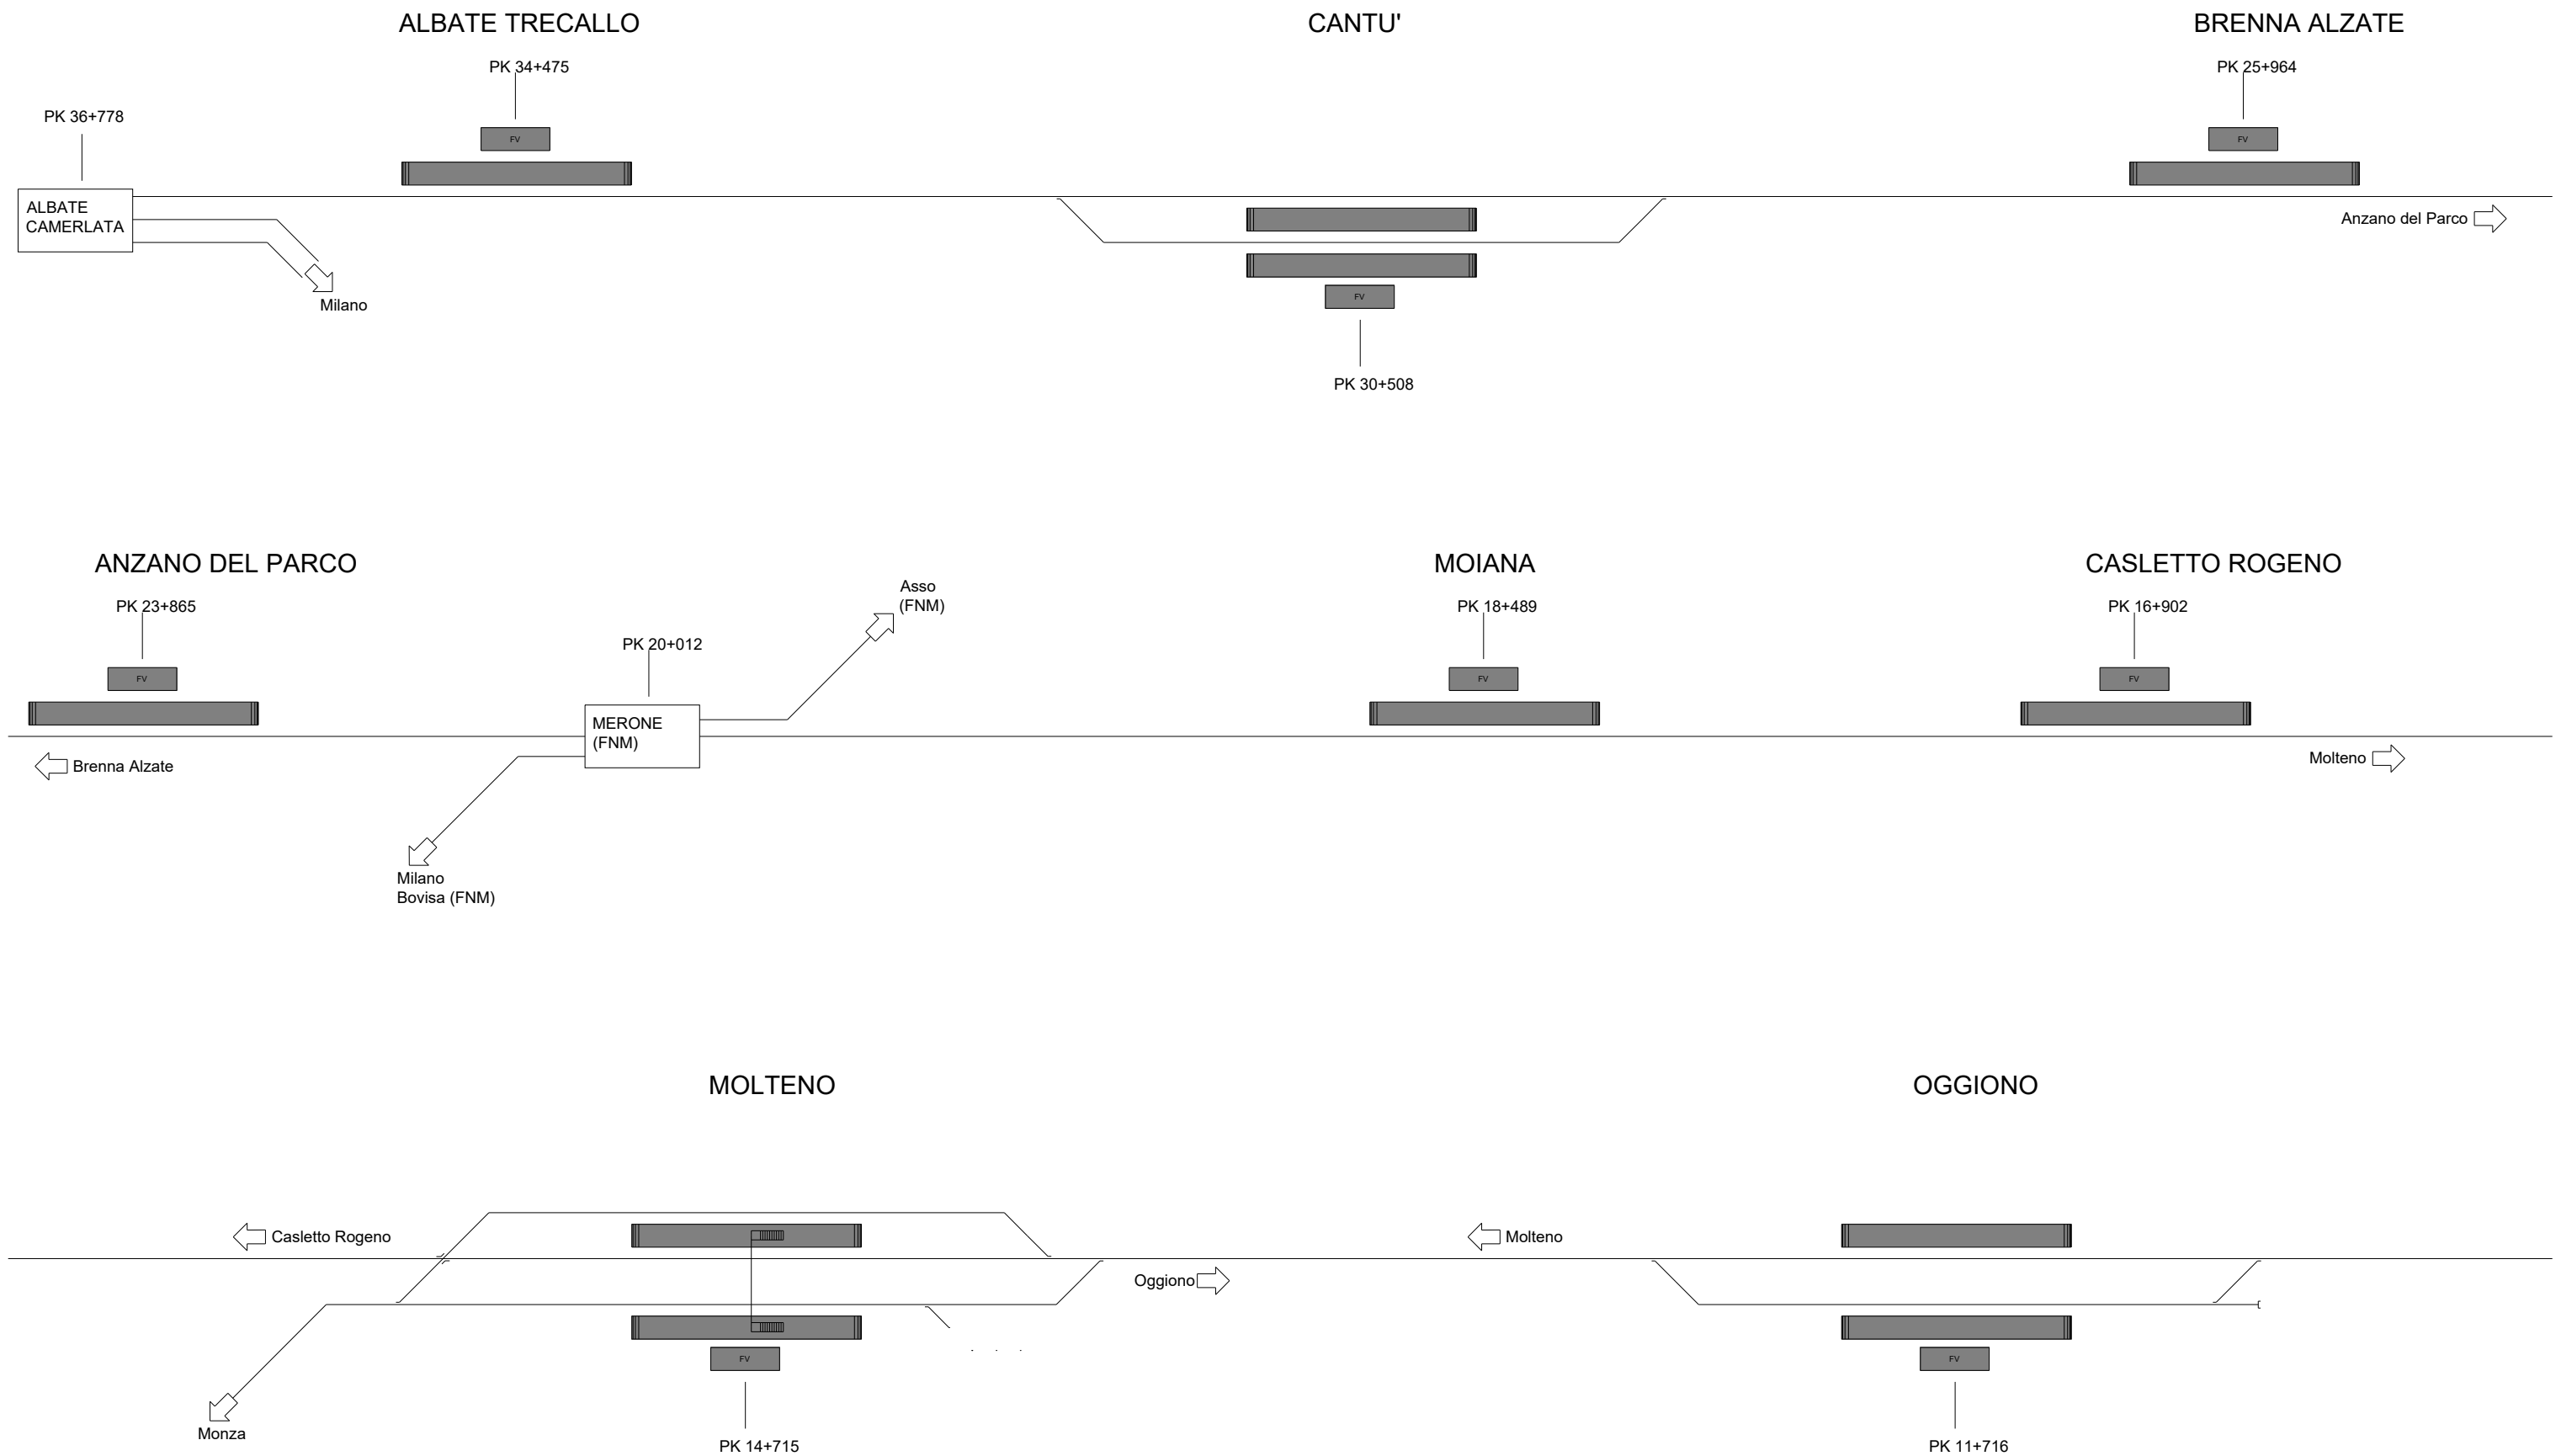 ALBATE TRECALLO
CANTU'
BRENNA ALZATE
PK 34+475
PK 25+964
PK 36+778
FV
FV
ALBATE
CAMERLATA
Anzano del Parco
Milano
FV
PK 30+508
ANZANO DEL PARCO
MOIANA
CASLETTO ROGENO
Asso
(FNM)
PK 23+865
PK 18+489
PK 16+902
PK 20+012
FV
FV
FV
MERONE
(FNM)
Brenna Alzate
Molteno
Milano
Bovisa (FNM)
MOLTENO
OGGIONO
Casletto Rogeno
Molteno
Oggiono
FV
FV
Monza
PK 14+715
PK 11+716